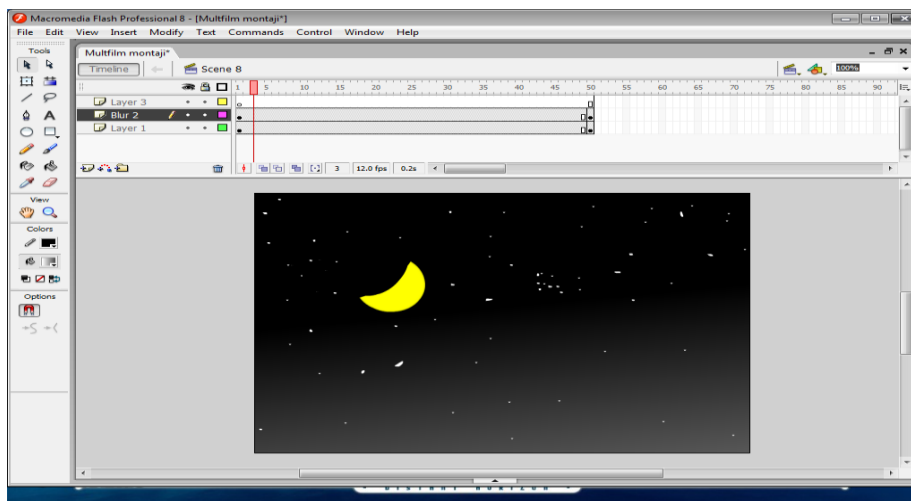 Macromedia Flash Professional 8 - [Multfilm montaji*]
File Edit View Insert Modify Text Commands Control Window Help
Tools
Multfilm montaji*
Timeline
Scene 8
100%
1 5 10 15 20 25 30 35 40 45 50 55 60 65 70 75 80 85 90
Layer 3
Blur 2
Layer 1
3 12.0 fps 0.2s
View
Colors
Options
DISTANT HORIZON